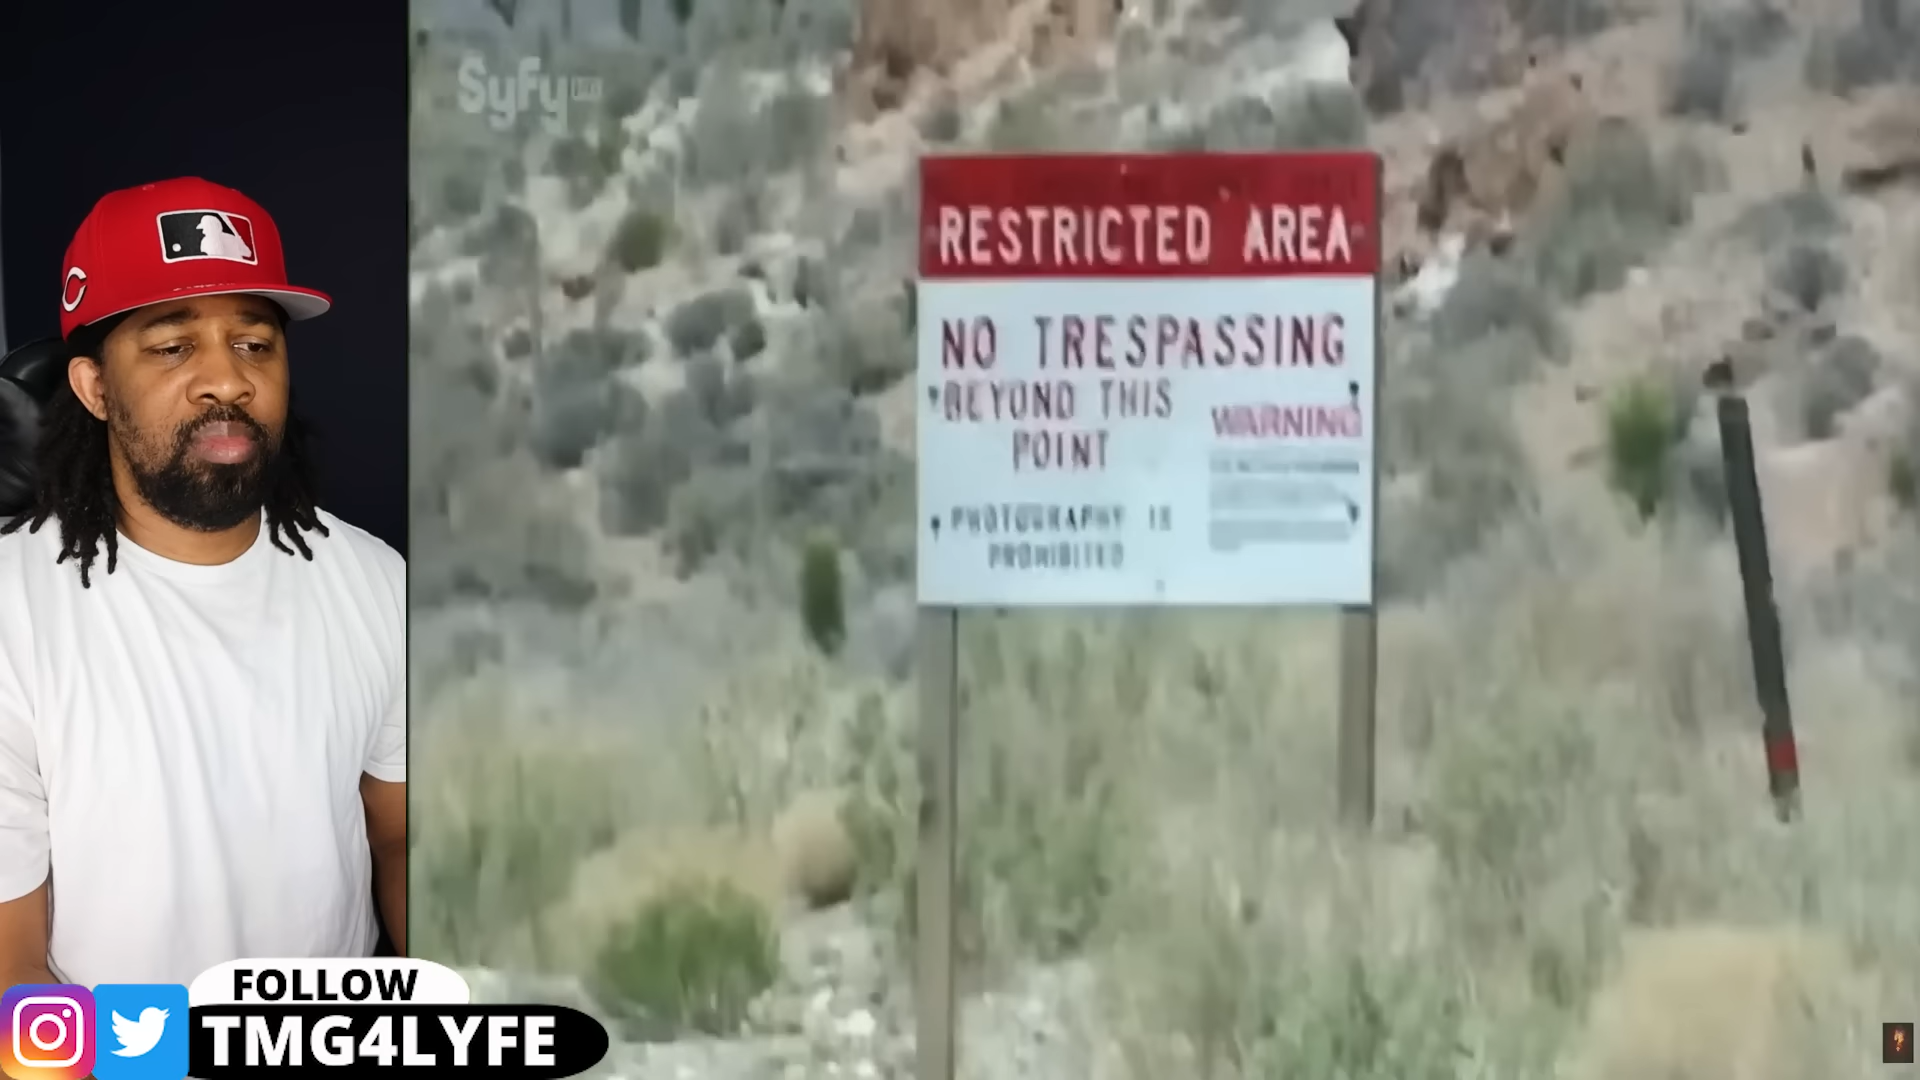 Syfy
RESTRICTED AREA
NO TRESPASSING
BEYOND THIS
POINT
WARNING
PHOTOGRAPHY IS
PROHIBITED
FOLLOW
TMG4LYFE